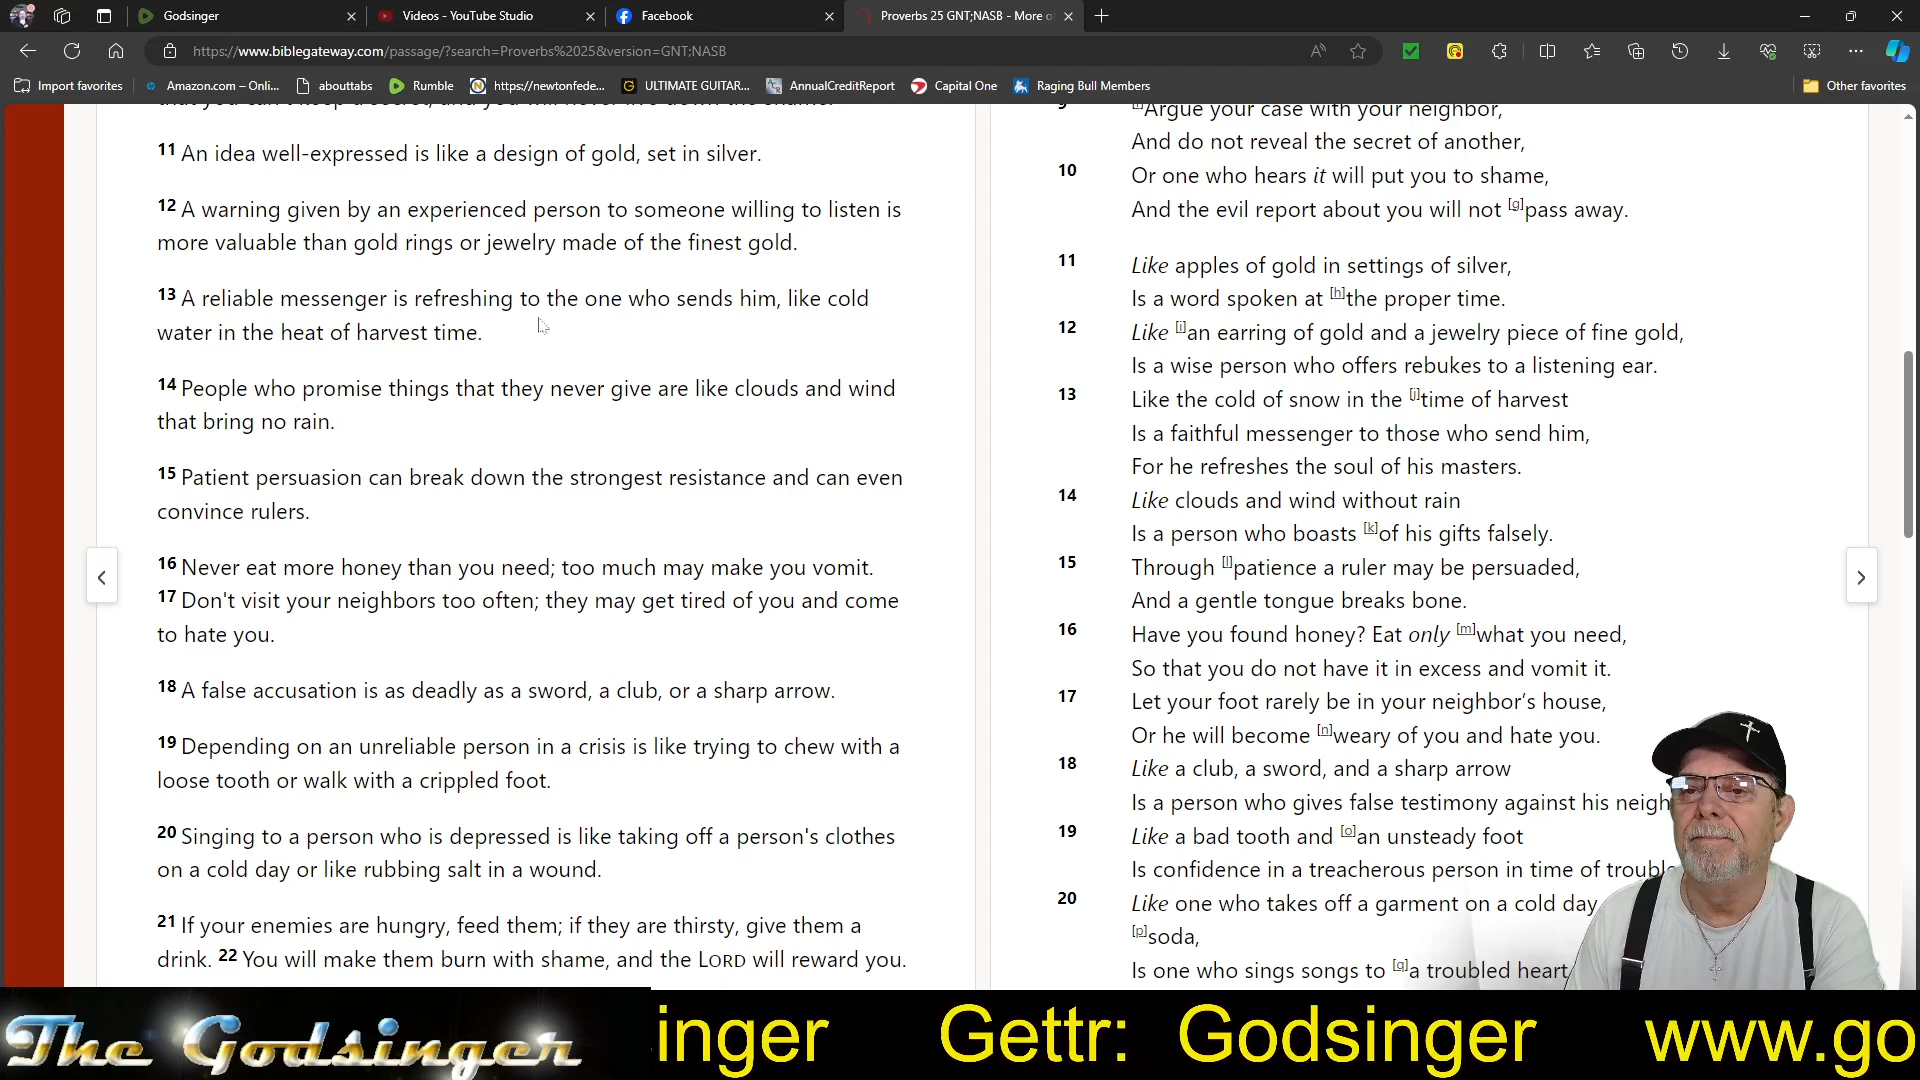 Godsinger
Videos - YouTube Studio
Facebook
Proverbs 25 GNT;NASB - More o
https://www.biblegateway.com/passage/?search=Proverbs%2025&version=GNT;NASB
Import favorites
Amazon.com – Onli...
abouttabs
Rumble
https://newtonfede...
ULTIMATE GUITAR...
AnnualCreditReport
Capital One
Raging Bull Members
Other favorites
11 An idea well-expressed is like a design of gold, set in silver.
12 A warning given by an experienced person to someone willing to listen is
more valuable than gold rings or jewelry made of the finest gold.
13 A reliable messenger is refreshing to the one who sends him, like cold
water in the heat of harvest time.
14 People who promise things that they never give are like clouds and wind
that bring no rain.
15 Patient persuasion can break down the strongest resistance and can even
convince rulers.
16 Never eat more honey than you need; too much may make you vomit.
17 Don't visit your neighbors too often; they may get tired of you and come
to hate you.
18 A false accusation is as deadly as a sword, a club, or a sharp arrow.
19 Depending on an unreliable person in a crisis is like trying to chew with a
loose tooth or walk with a crippled foot.
20 Singing to a person who is depressed is like taking off a person's clothes
on a cold day or like rubbing salt in a wound.
21 If your enemies are hungry, feed them; if they are thirsty, give them a
drink. 22 You will make them burn with shame, and the LORD will reward you.
Argue your case with your neighbor,
And do not reveal the secret of another,
10 Or one who hears it will put you to shame,
And the evil report about you will not [g]pass away.
11 Like apples of gold in settings of silver,
Is a word spoken at [h]the proper time.
12 Like [i]an earring of gold and a jewelry piece of fine gold,
Is a wise person who offers rebukes to a listening ear.
13 Like the cold of snow in the [j]time of harvest
Is a faithful messenger to those who send him,
For he refreshes the soul of his masters.
14 Like clouds and wind without rain
Is a person who boasts [k]of his gifts falsely.
15 Through [l]patience a ruler may be persuaded,
And a gentle tongue breaks bone.
16 Have you found honey? Eat only [m]what you need,
So that you do not have it in excess and vomit it.
17 Let your foot rarely be in your neighbor's house,
Or he will become [n]weary of you and hate you.
18 Like a club, a sword, and a sharp arrow
Is a person who gives false testimony against his neigh
19 Like a bad tooth and [o]an unsteady foot
Is confidence in a treacherous person in time of trouble
20 Like one who takes off a garment on a cold day
[p]soda,
Is one who sings songs to [q]a troubled heart
The Godsinger
inger Gettr: Godsinger www.go